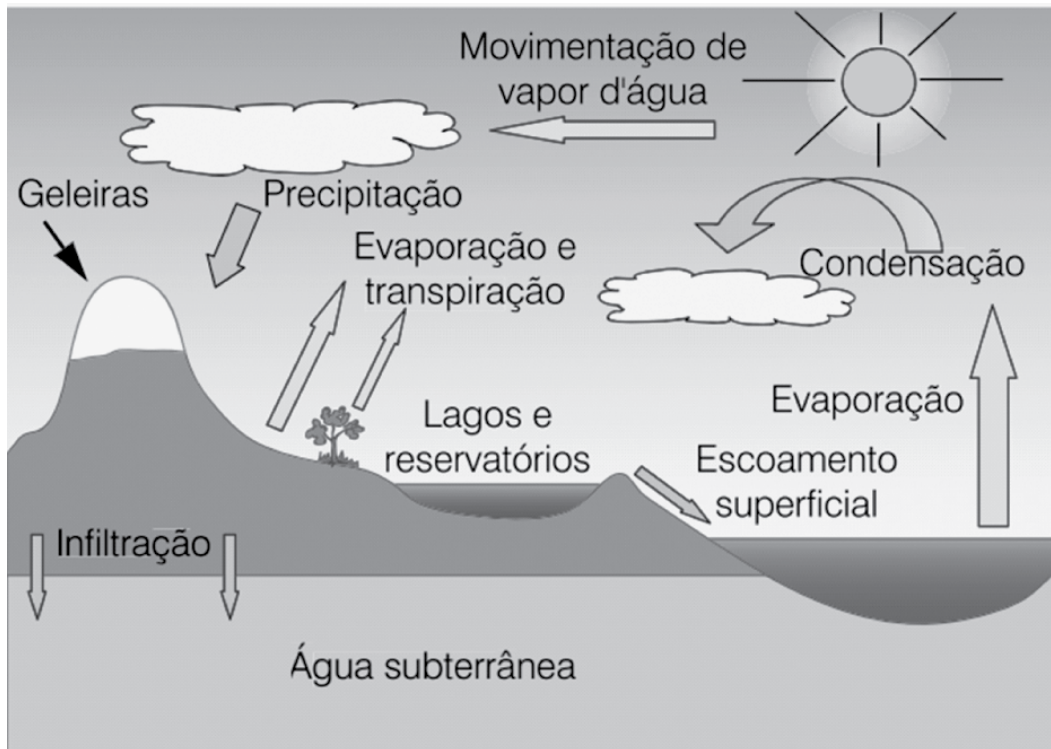 Movimentação de
vapor d'água
Geleiras
Precipitação
Evaporação e
transpiração
Condensação
Evaporação
Lagos e
reservatórios
Escoamento
superficial
Infiltração
Água subterrânea